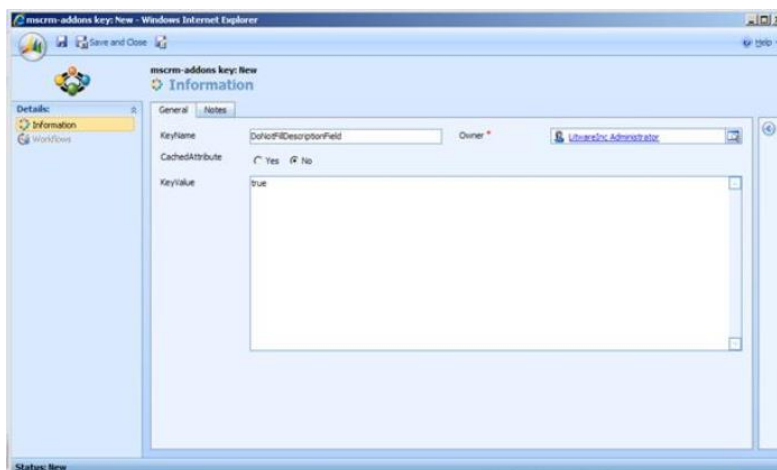 mscrm-addons key: New - Windows Internet Explorer
Save and Close
Help
mscrm-addons key: New
Information
Details:
Information
Workflows
General Notes
KeyName DoNotFillDescriptionField Owner * LitwareInc Administrator
CachedAttribute Yes No
KeyValue true
Status: New